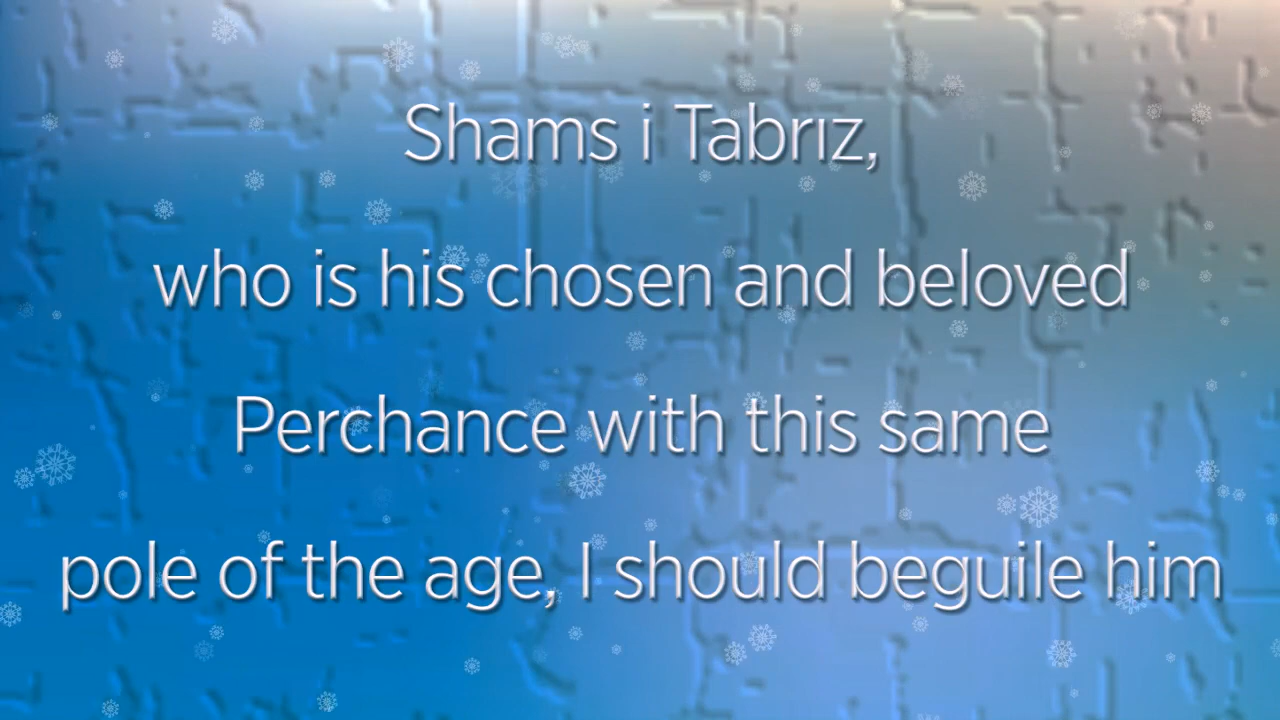 Shams i Tabrız,
who is his chosen and beloved
Perchance with this same
pole of the age, I should beguile him